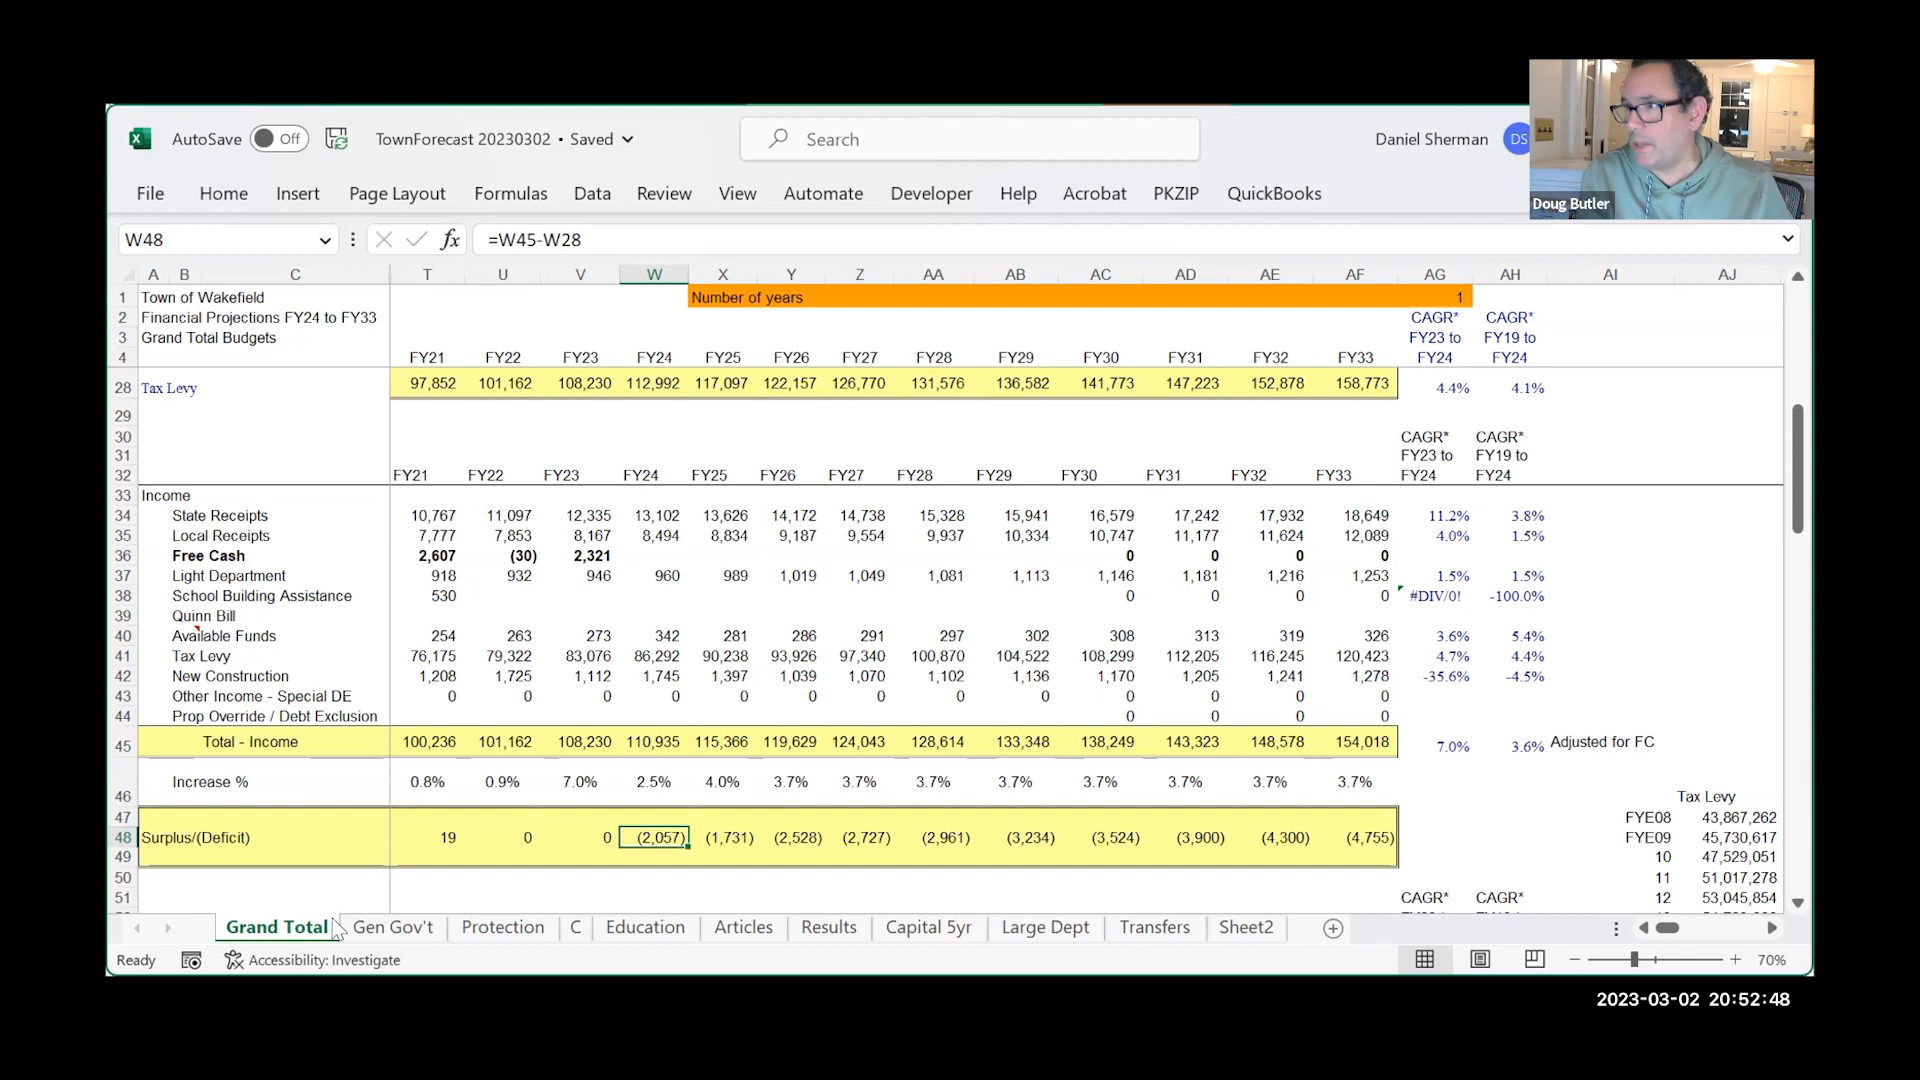 AutoSave Off TownForecast 20230302 • Saved Search Daniel Sherman DS
File Home Insert Page Layout Formulas Data Review View Automate Developer Help Acrobat PKZIP QuickBooks
Doug Butler
W48 fx =W45-W28
A B C T U V W X Y Z AA AB AC AD AE AF AG AH AI AJ
1 Town of Wakefield Number of years 1
2 Financial Projections FY24 to FY33 CAGR* CAGR*
3 Grand Total Budgets FY23 to FY19 to
4 FY21 FY22 FY23 FY24 FY25 FY26 FY27 FY28 FY29 FY30 FY31 FY32 FY33 FY24 FY24
28 Tax Levy 97,852 101,162 108,230 112,992 117,097 122,157 126,770 131,576 136,582 141,773 147,223 152,878 158,773 4.4% 4.1%
29
30 CAGR* CAGR*
31 FY23 to FY19 to
32 FY21 FY22 FY23 FY24 FY25 FY26 FY27 FY28 FY29 FY30 FY31 FY32 FY33 FY24 FY24
33 Income
34 State Receipts 10,767 11,097 12,335 13,102 13,626 14,172 14,738 15,328 15,941 16,579 17,242 17,932 18,649 11.2% 3.8%
35 Local Receipts 7,777 7,853 8,167 8,494 8,834 9,187 9,554 9,937 10,334 10,747 11,177 11,624 12,089 4.0% 1.5%
36 Free Cash 2,607 (30) 2,321 0 0 0 0
37 Light Department 918 932 946 960 989 1,019 1,049 1,081 1,113 1,146 1,181 1,216 1,253 1.5% 1.5%
38 School Building Assistance 530 0 0 0 0 #DIV/0! -100.0%
39 Quinn Bill
40 Available Funds 254 263 273 342 281 286 291 297 302 308 313 319 326 3.6% 5.4%
41 Tax Levy 76,175 79,322 83,076 86,292 90,238 93,926 97,340 100,870 104,522 108,299 112,205 116,245 120,423 4.7% 4.4%
42 New Construction 1,208 1,725 1,112 1,745 1,397 1,039 1,070 1,102 1,136 1,170 1,205 1,241 1,278 -35.6% -4.5%
43 Other Income - Special DE 0 0 0 0 0 0 0 0 0 0 0 0 0
44 Prop Override / Debt Exclusion 0 0 0 0
45 Total - Income 100,236 101,162 108,230 110,935 115,366 119,629 124,043 128,614 133,348 138,249 143,323 148,578 154,018 7.0% 3.6% Adjusted for FC
46 Increase % 0.8% 0.9% 7.0% 2.5% 4.0% 3.7% 3.7% 3.7% 3.7% 3.7% 3.7% 3.7% 3.7% Tax Levy
47 FYE08 43,867,262
48 Surplus/(Deficit) 19 0 0 (2,057) (1,731) (2,528) (2,727) (2,961) (3,234) (3,524) (3,900) (4,300) (4,755) FYE09 45,730,617
49 10 47,529,051
50 11 51,017,278
51 CAGR* CAGR* 12 53,045,854
Grand Total Gen Gov't Protection C Education Articles Results Capital 5yr Large Dept Transfers Sheet2
Ready Accessibility: Investigate 70%
2023-03-02 20:52:48